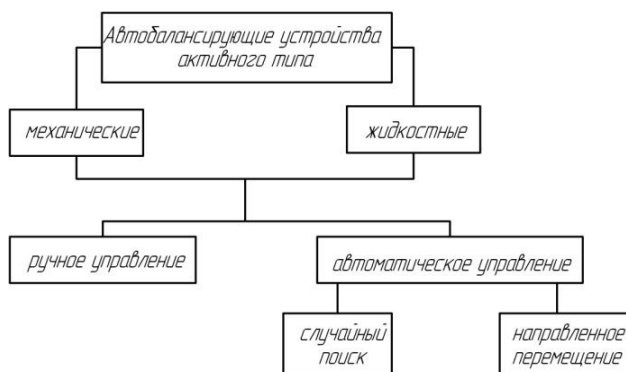 Автобалансирующие устройства
активного типа
механические
жидкостные
ручное управление
автоматическое управление
случайный
поиск
направленное
перемещение